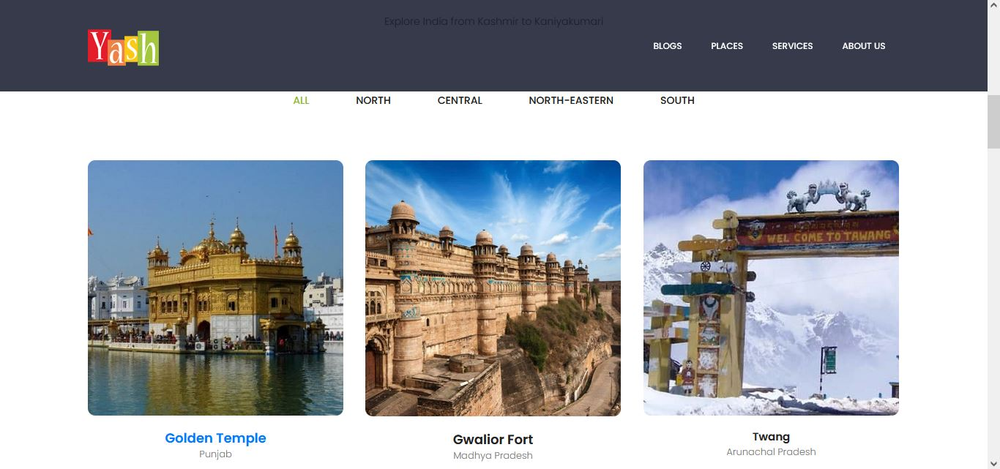 Explore India from Kashmir to Kaniyakumari
Yash
BLOGS PLACES SERVICES ABOUT US
ALL NORTH CENTRAL NORTH-EASTERN SOUTH
WEL COME TO TAWANG
Golden Temple
Punjab
Gwalior Fort
Madhya Pradesh
Twang
Arunachal Pradesh